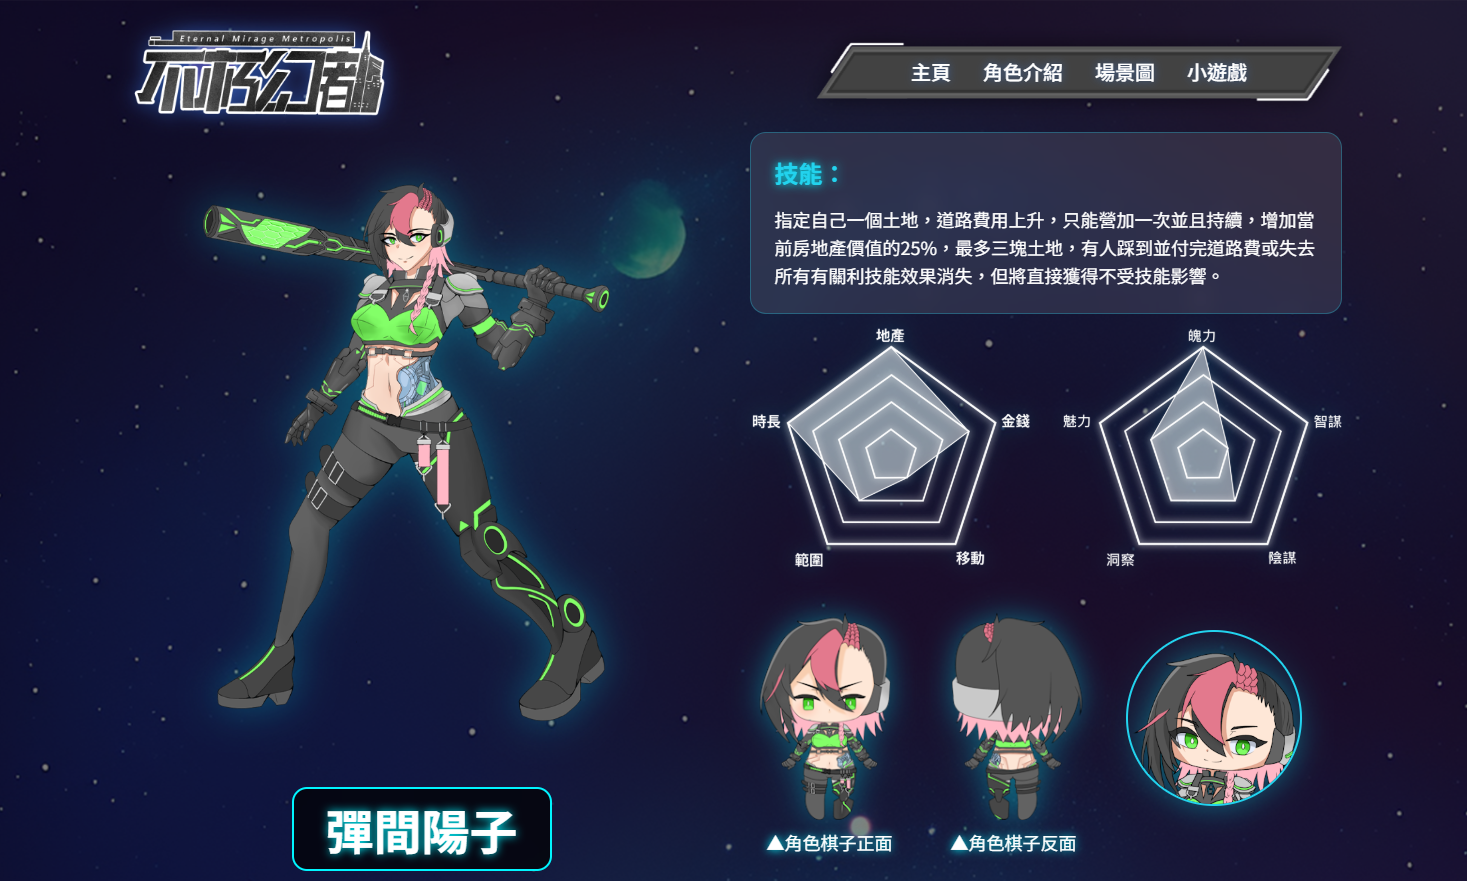 Eternal Mirage Metropolis
不朽幻都
主頁 角色介紹 場景圖 小遊戲
技能：
指定自己一個土地，道路費用上升，只能營加一次並且持續，增加當
前房地產價值的25%，最多三塊土地，有人踩到並付完道路費或失去
所有有關利技能效果消失，但將直接獲得不受技能影響。
地產
時長
金錢
範圍
移動
魄力
魅力
智謀
洞察
陰謀
彈間陽子
▲角色棋子正面
▲角色棋子反面